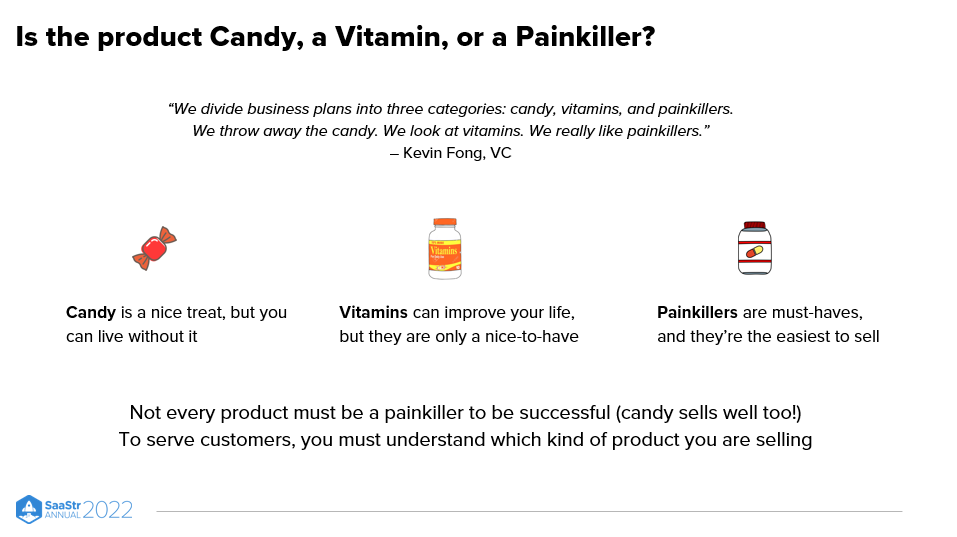 Is the product Candy, a Vitamin, or a Painkiller?
“We divide business plans into three categories: candy, vitamins, and painkillers.
We throw away the candy. We look at vitamins. We really like painkillers.”
– Kevin Fong, VC
Vitamins
Candy is a nice treat, but you
can live without it
Vitamins can improve your life,
but they are only a nice-to-have
Painkillers are must-haves,
and they’re the easiest to sell
Not every product must be a painkiller to be successful (candy sells well too!)
To serve customers, you must understand which kind of product you are selling
SaaStr
ANNUAL 2022